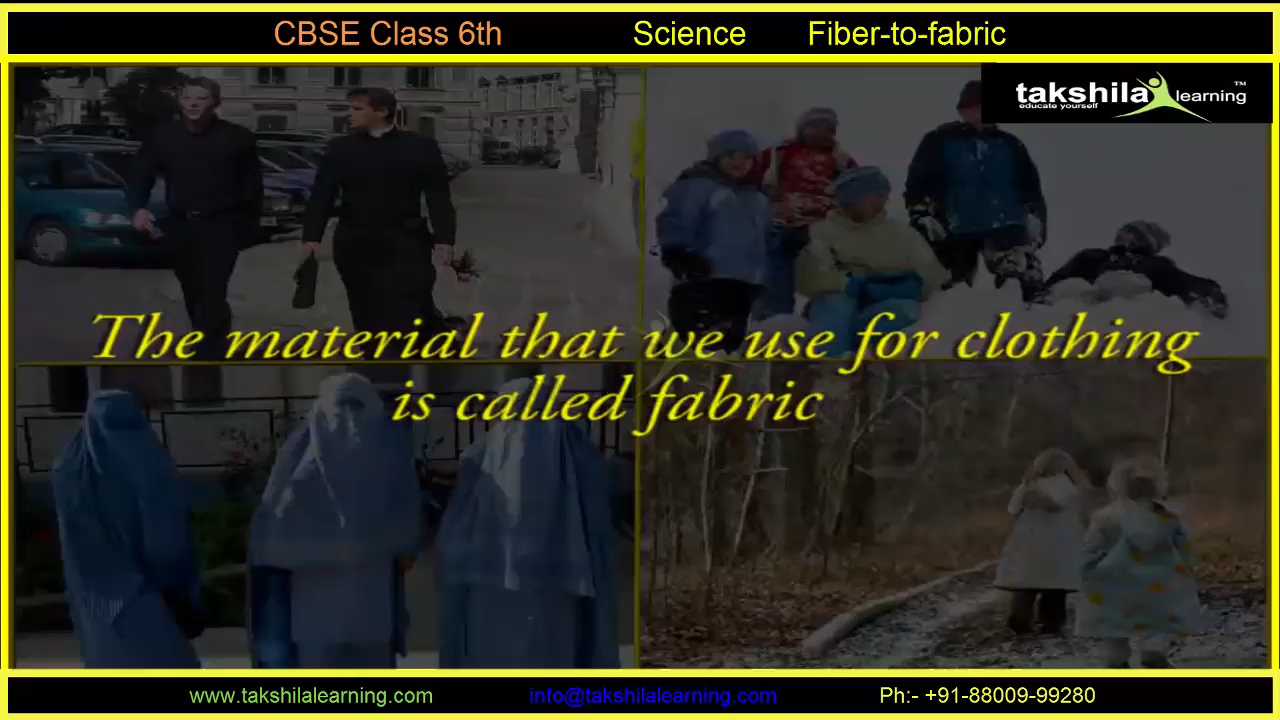 CBSE Class 6th Science Fiber-to-fabric
takshila learning ™
educate yourself
The material that we use for clothing
is called fabric
www.takshilalearning.com info@takshilalearning.com Ph:- +91-88009-99280